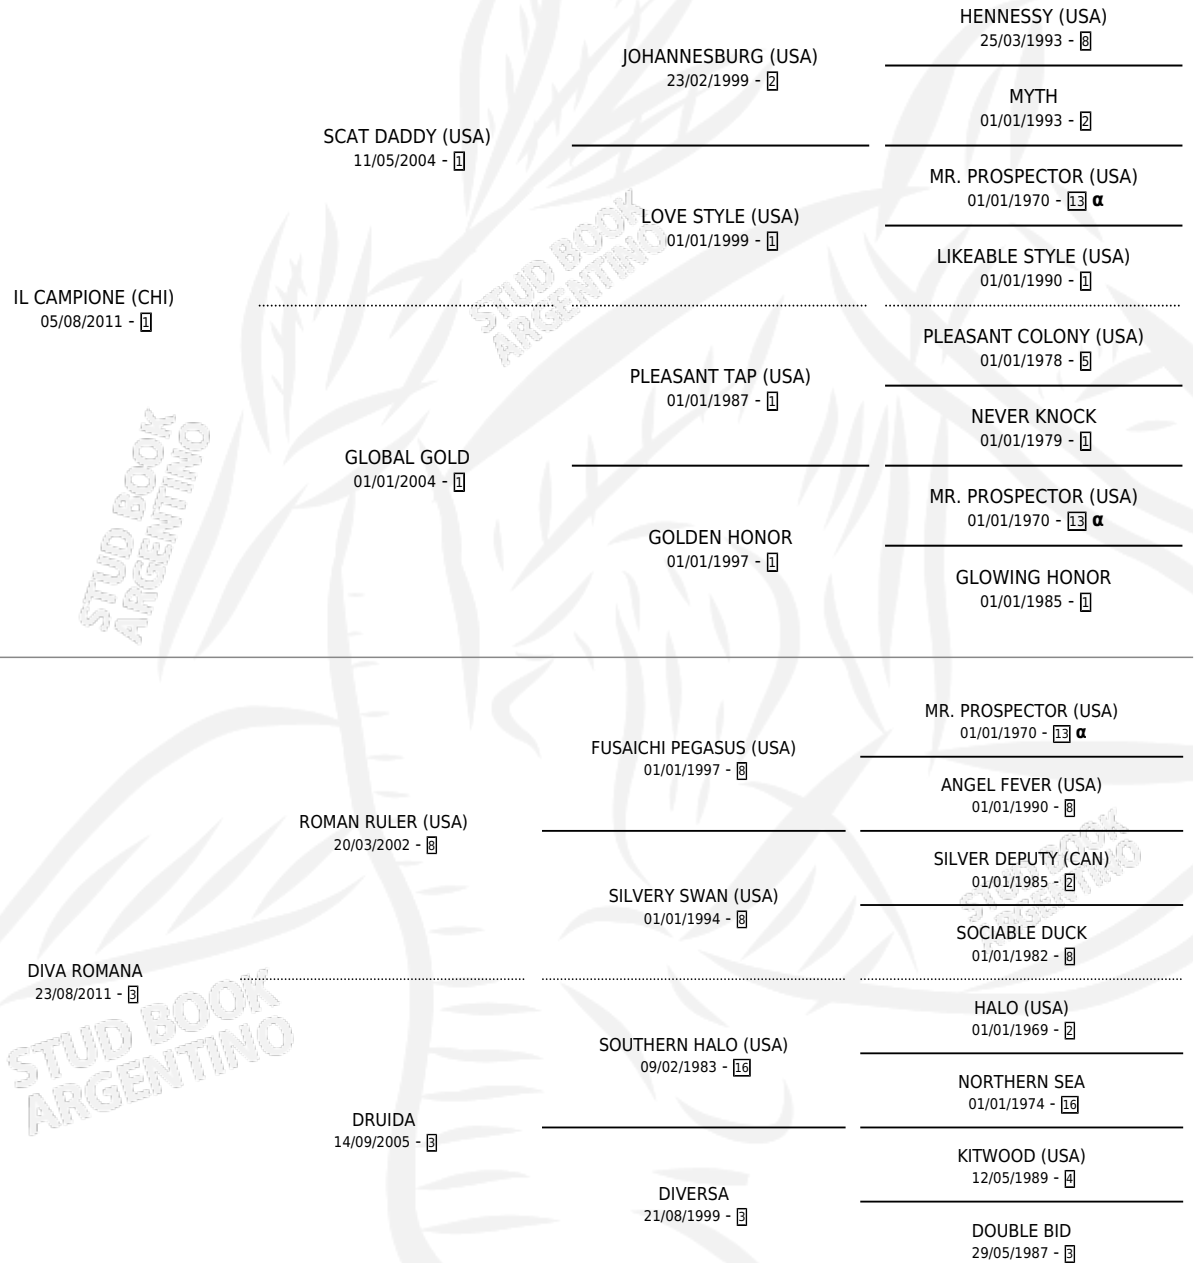 HENNESSY (USA)
25/03/1993 - 8
JOHANNESBURG (USA)
23/02/1999 - 2
MYTH
01/01/1993 - 2
SCAT DADDY (USA)
11/05/2004 - 1
MR. PROSPECTOR (USA)
01/01/1970 - 13 α
LOVE STYLE (USA)
01/01/1999 - 1
LIKEABLE STYLE (USA)
01/01/1990 - 1
IL CAMPIONE (CHI)
05/08/2011 - 1
PLEASANT COLONY (USA)
01/01/1978 - 5
PLEASANT TAP (USA)
01/01/1987 - 1
NEVER KNOCK
01/01/1979 - 1
GLOBAL GOLD
01/01/2004 - 1
MR. PROSPECTOR (USA)
01/01/1970 - 13 α
GOLDEN HONOR
01/01/1997 - 1
GLOWING HONOR
01/01/1985 - 1
MR. PROSPECTOR (USA)
01/01/1970 - 13 α
FUSAICHI PEGASUS (USA)
01/01/1997 - 8
ANGEL FEVER (USA)
01/01/1990 - 8
ROMAN RULER (USA)
20/03/2002 - 8
SILVER DEPUTY (CAN)
01/01/1985 - 2
SILVERY SWAN (USA)
01/01/1994 - 8
SOCIABLE DUCK
01/01/1982 - 8
DIVA ROMANA
23/08/2011 - 3
HALO (USA)
01/01/1969 - 2
SOUTHERN HALO (USA)
09/02/1983 - 16
NORTHERN SEA
01/01/1974 - 16
DRUIDA
14/09/2005 - 3
KITWOOD (USA)
12/05/1989 - 4
DIVERSA
21/08/1999 - 3
DOUBLE BID
29/05/1987 - 3
STUD BOOK
ARGENTINO
STUD BOOK
ARGENTINO
STUD BOOK
ARGENTINO
STUD BOOK
ARGENTINO